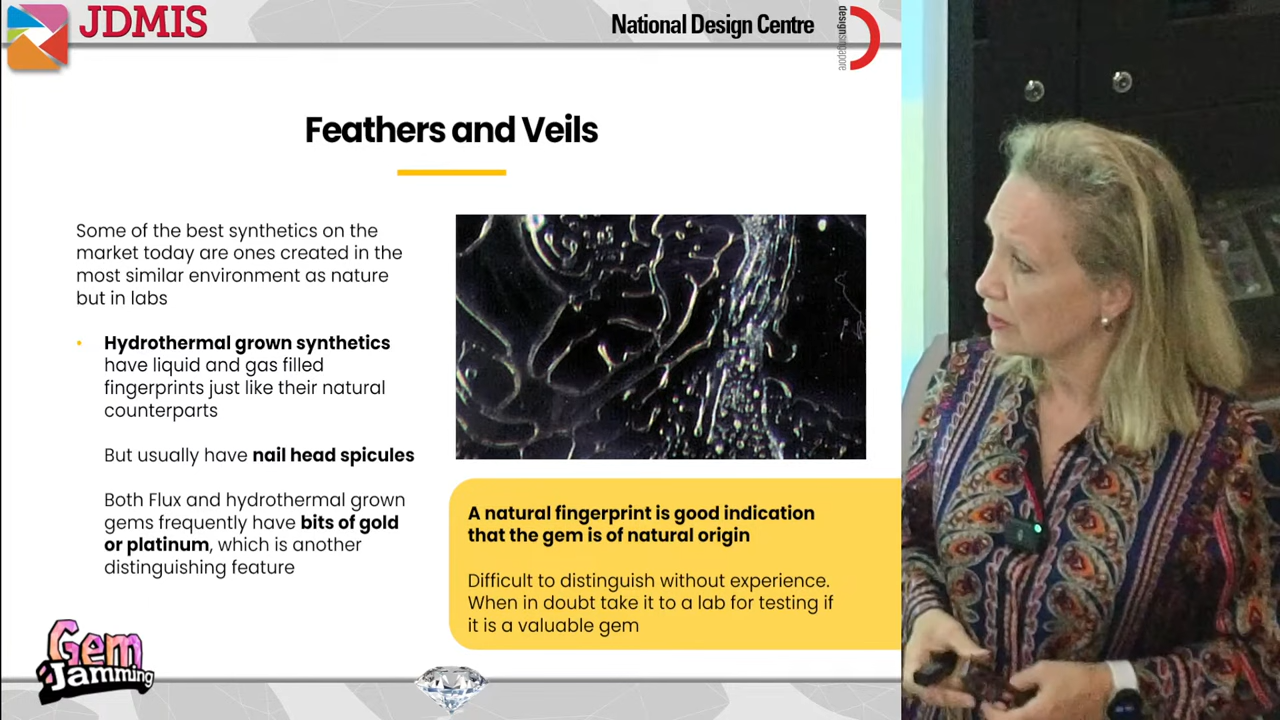 JDMIS
National Design Centre
designsingapore
Feathers and Veils
Some of the best synthetics on the
market today are ones created in the
most similar environment as nature
but in labs
• Hydrothermal grown synthetics
have liquid and gas filled
fingerprints just like their natural
counterparts
But usually have nail head spicules
Both Flux and hydrothermal grown
gems frequently have bits of gold
or platinum, which is another
distinguishing feature
A natural fingerprint is good indication
that the gem is of natural origin
Difficult to distinguish without experience.
When in doubt take it to a lab for testing if
it is a valuable gem
Gem
Jamming